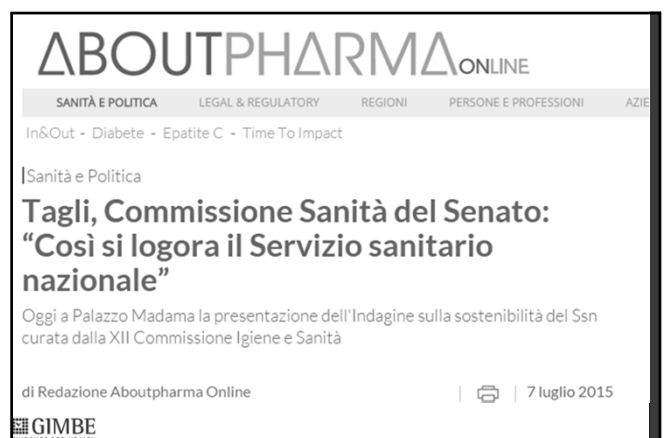 ABOUTPHARMA ONLINE
SANITÀ E POLITICA LEGAL & REGULATORY REGIONI PERSONE E PROFESSIONI AZIE
In&Out - Diabete - Epatite C - Time To Impact
Sanità e Politica
Tagli, Commissione Sanità del Senato:
“Così si logora il Servizio sanitario
nazionale”
Oggi a Palazzo Madama la presentazione dell'Indagine sulla sostenibilità del Ssn
curata dalla XII Commissione Igiene e Sanità
di Redazione Aboutpharma Online 7 luglio 2015
GIMBE